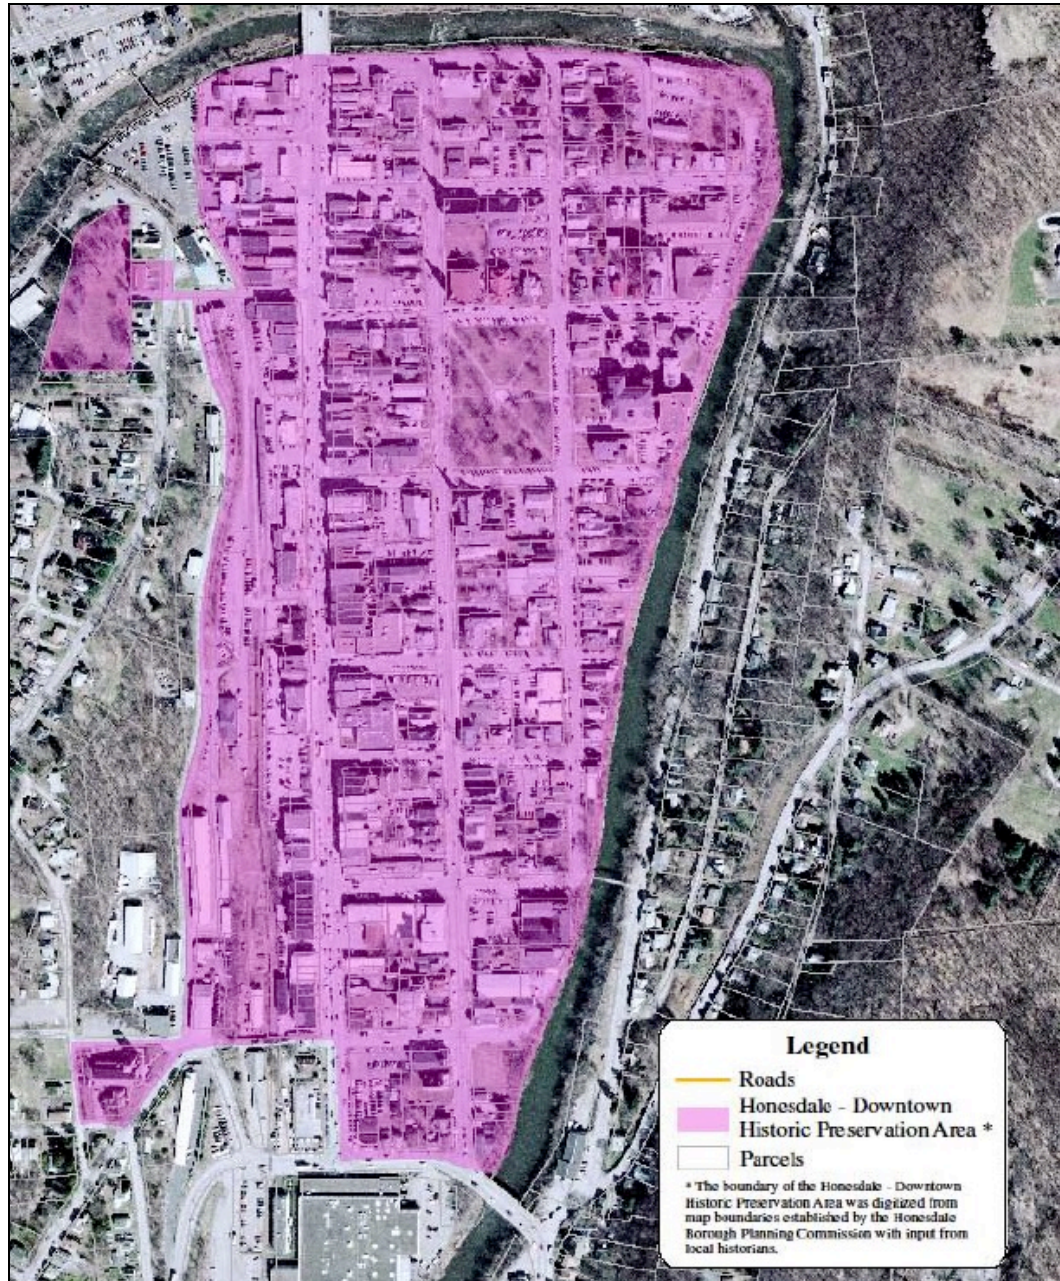 Legend
Roads
Honesdale - Downtown
Historic Preservation Area *
Parcels
* The boundary of the Honesdale - Downtown
Historic Preservation Area was digitized from
map boundaries established by the Honesdale
Borough Planning Commission with input from
local historians.